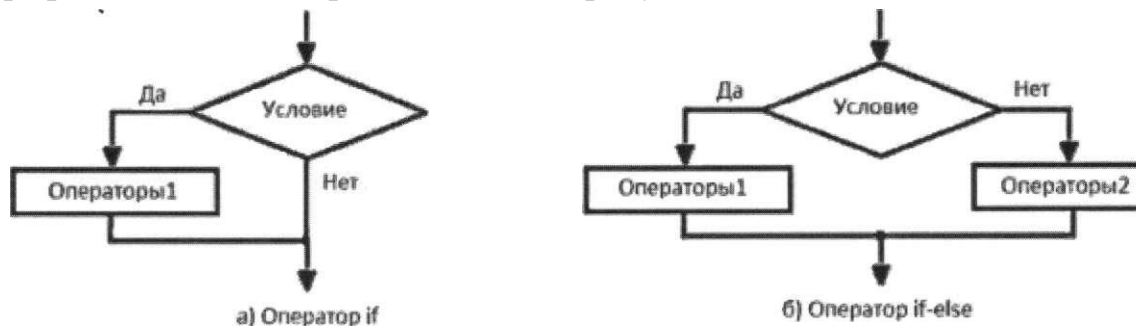 Да
Условие
Операторы1
Нет
а) Оператор if
Да
Условие
Нет
Операторы1
Операторы2
б) Оператор if-else